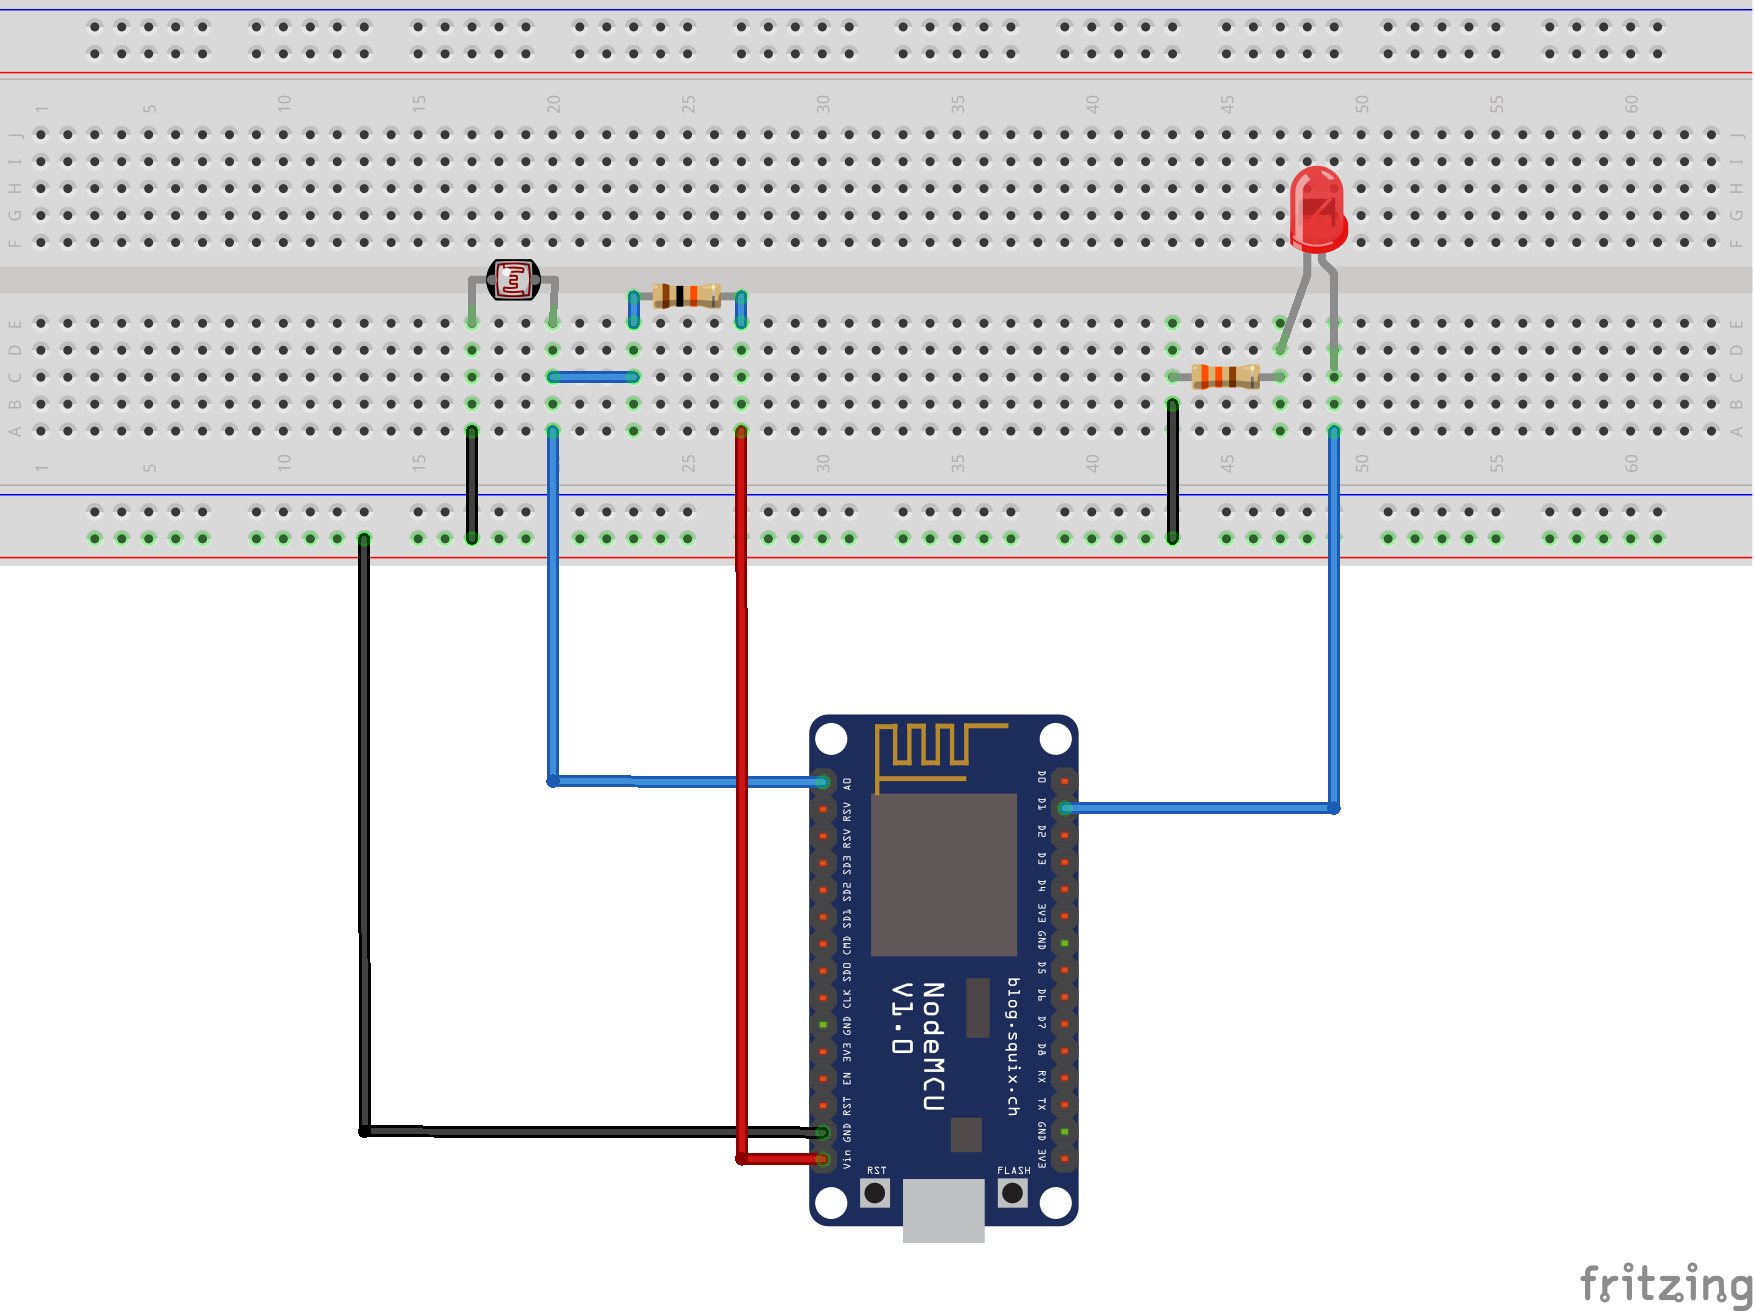 1 5 10 15 20 25 30 35 40 45 50 55 60
J J
I I
H H
G G
F F
E E
D D
C C
B B
A A
1 5 10 15 25 30 35 40 45 50 55 60
A0
RSV
RSV
SD3
SD2
SD1
CMD
SD0
CLK
GND
3V3
EN
RST
GND
Vin
D0
D1
D2
D3
D4
3V3
GND
D5
D6
D7
D8
RX
TX
GND
3V3
NodeMCU
V1.0
blog.squix.ch
RST
FLASH
fritzing